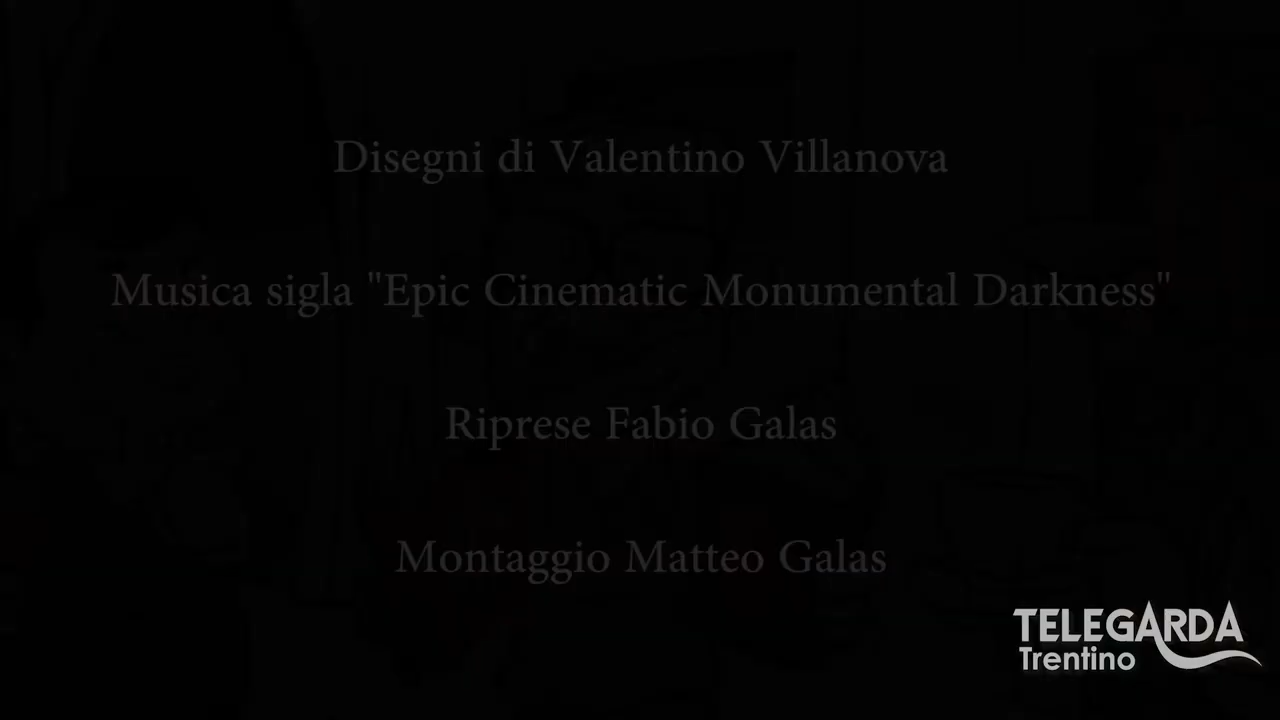 Disegni di Valentino Villanova
Musica sigla "Epic Cinematic Monumental Darkness"
Riprese Fabio Galas
Montaggio Matteo Galas
TELEGARDA
Trentino